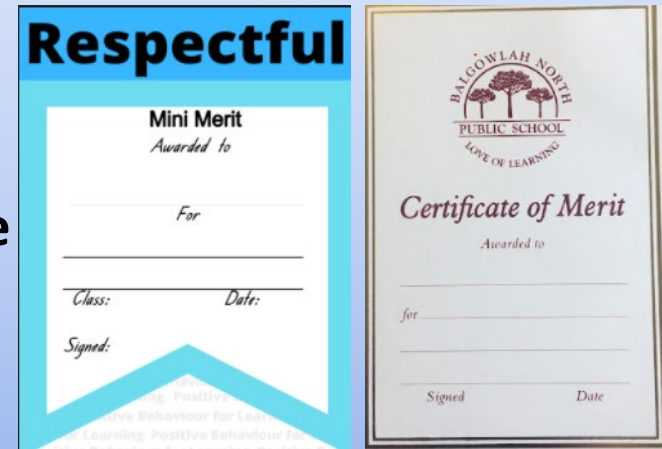 Respectful
Mini Merit
Awarded to
For
Class: Date:
Signed:
Positive
Positive Behaviour for
e
BALGOWLAH NORTH
PUBLIC SCHOOL
LOVE OF LEARNING
Certificate of Merit
Awarded to
for
Signed Date